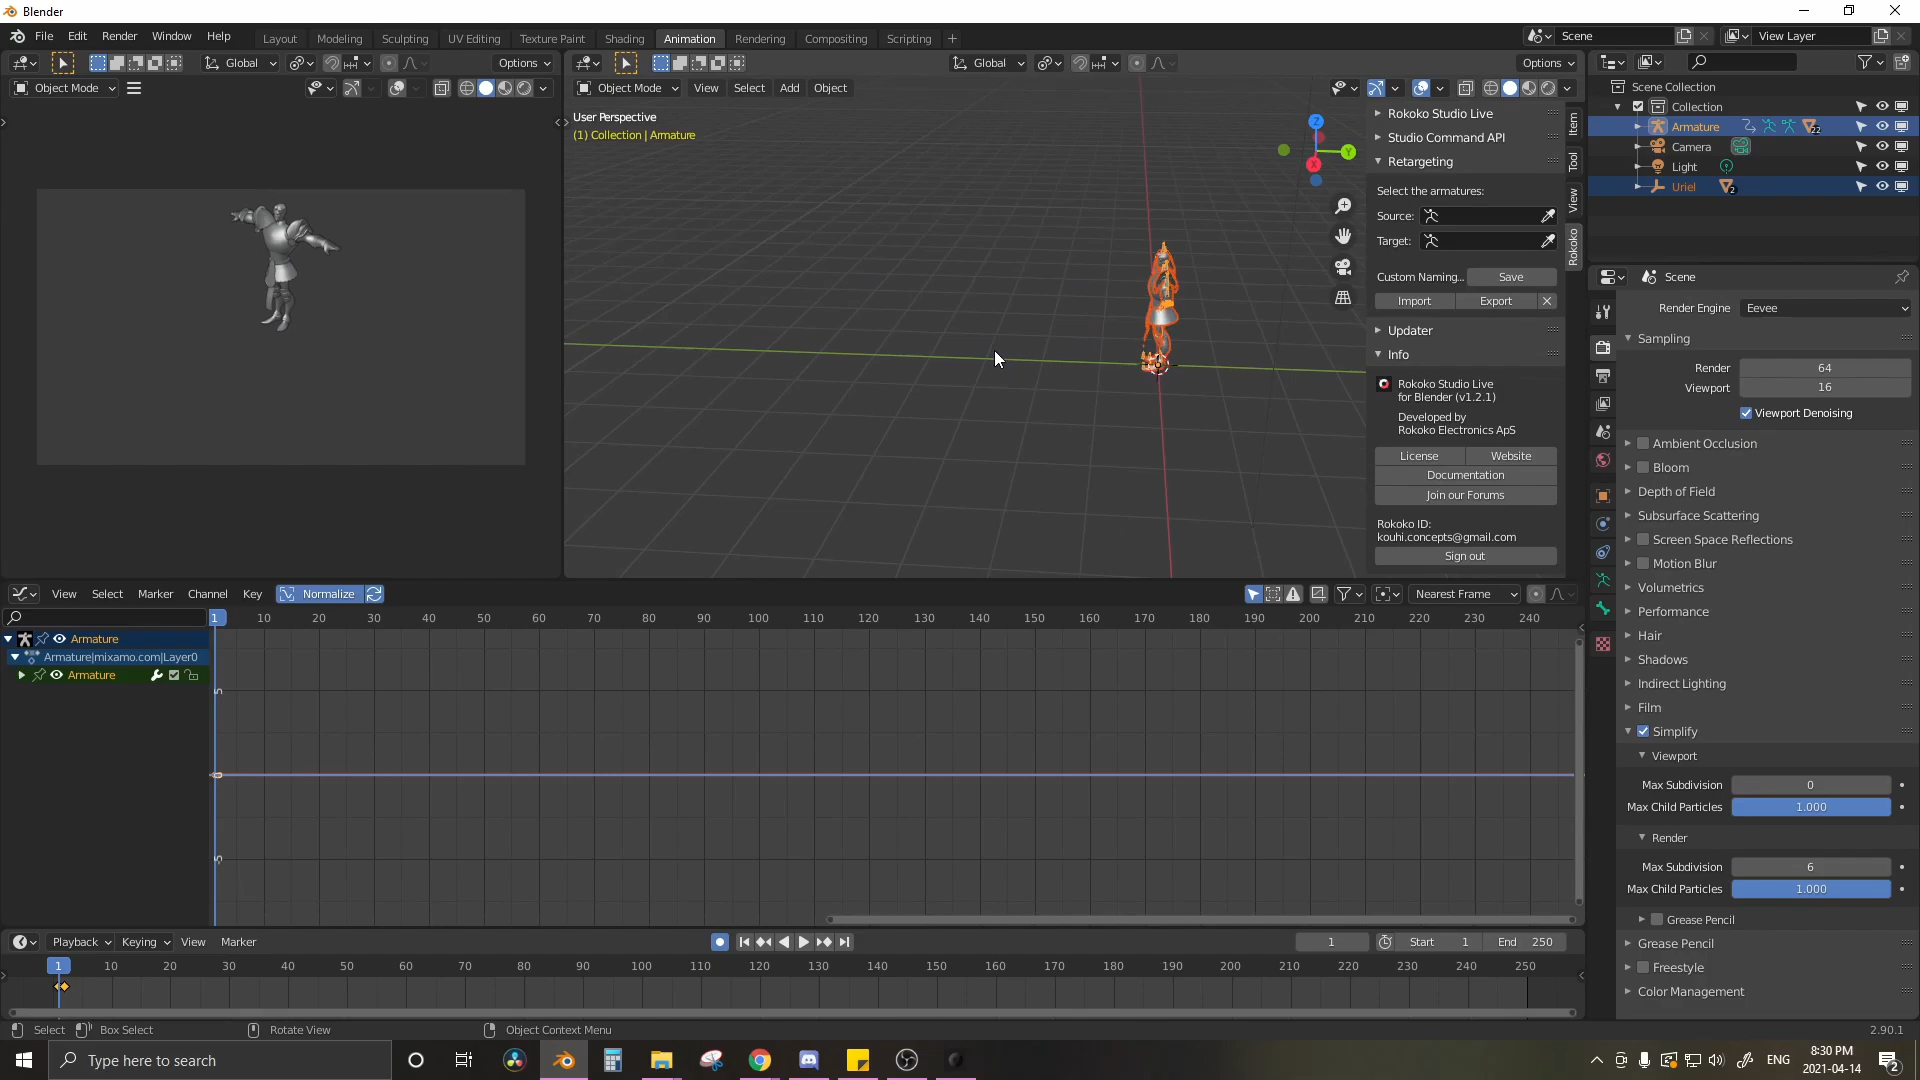 Blender
File Edit Render Window Help
Layout Modeling Sculpting UV Editing Texture Paint Shading Animation Rendering Compositing Scripting +
Scene
View Layer
Global
Options
Global
Options
Object Mode
Object Mode View Select Add Object
User Perspective
(1) Collection | Armature
X
Y
Z
Rokoko Studio Live
Studio Command API
Retargeting
Select the armatures:
Source:
Target:
Custom Naming... Save
Import Export
Updater
Info
Rokoko Studio Live
for Blender (v1.2.1)
Developed by
Rokoko Electronics ApS
License Website
Documentation
Join our Forums
Rokoko ID:
kouhi.concepts@gmail.com
Sign out
Item
Tool
View
Rokoko
Scene Collection
Collection
Armature 22
Camera
Light
Uriel 2
Scene
Render Engine Eevee
Sampling
Render 64
Viewport 16
Viewport Denoising
Ambient Occlusion
Bloom
Depth of Field
Subsurface Scattering
Screen Space Reflections
Motion Blur
Volumetrics
Performance
Hair
Shadows
Indirect Lighting
Film
Simplify
Viewport
Max Subdivision 0
Max Child Particles 1.000
Render
Max Subdivision 6
Max Child Particles 1.000
Grease Pencil
Grease Pencil
Freestyle
Color Management
View Select Marker Channel Key Normalize
Nearest Frame
1 10 20 30 40 50 60 70 80 90 100 110 120 130 140 150 160 170 180 190 200 210 220 230 240
Armature
Armature|mixamo.com|Layer0
Armature
5
0
-5
Playback Keying View Marker
1 Start 1 End 250
1 10 20 30 40 50 60 70 80 90 100 110 120 130 140 150 160 170 180 190 200 210 220 230 240 250
Select Box Select Rotate View Object Context Menu
2.90.1
Type here to search
ENG
8:30 PM
2021-04-14
2